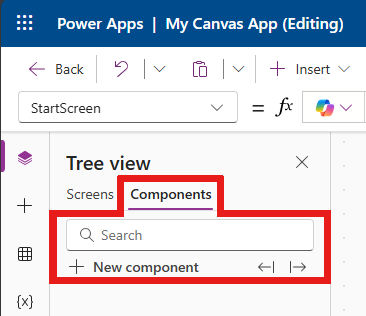 Power Apps | My Canvas App (Editing)
Back Insert
StartScreen = fx
Tree view
Screens Components
Search
New component
{x}